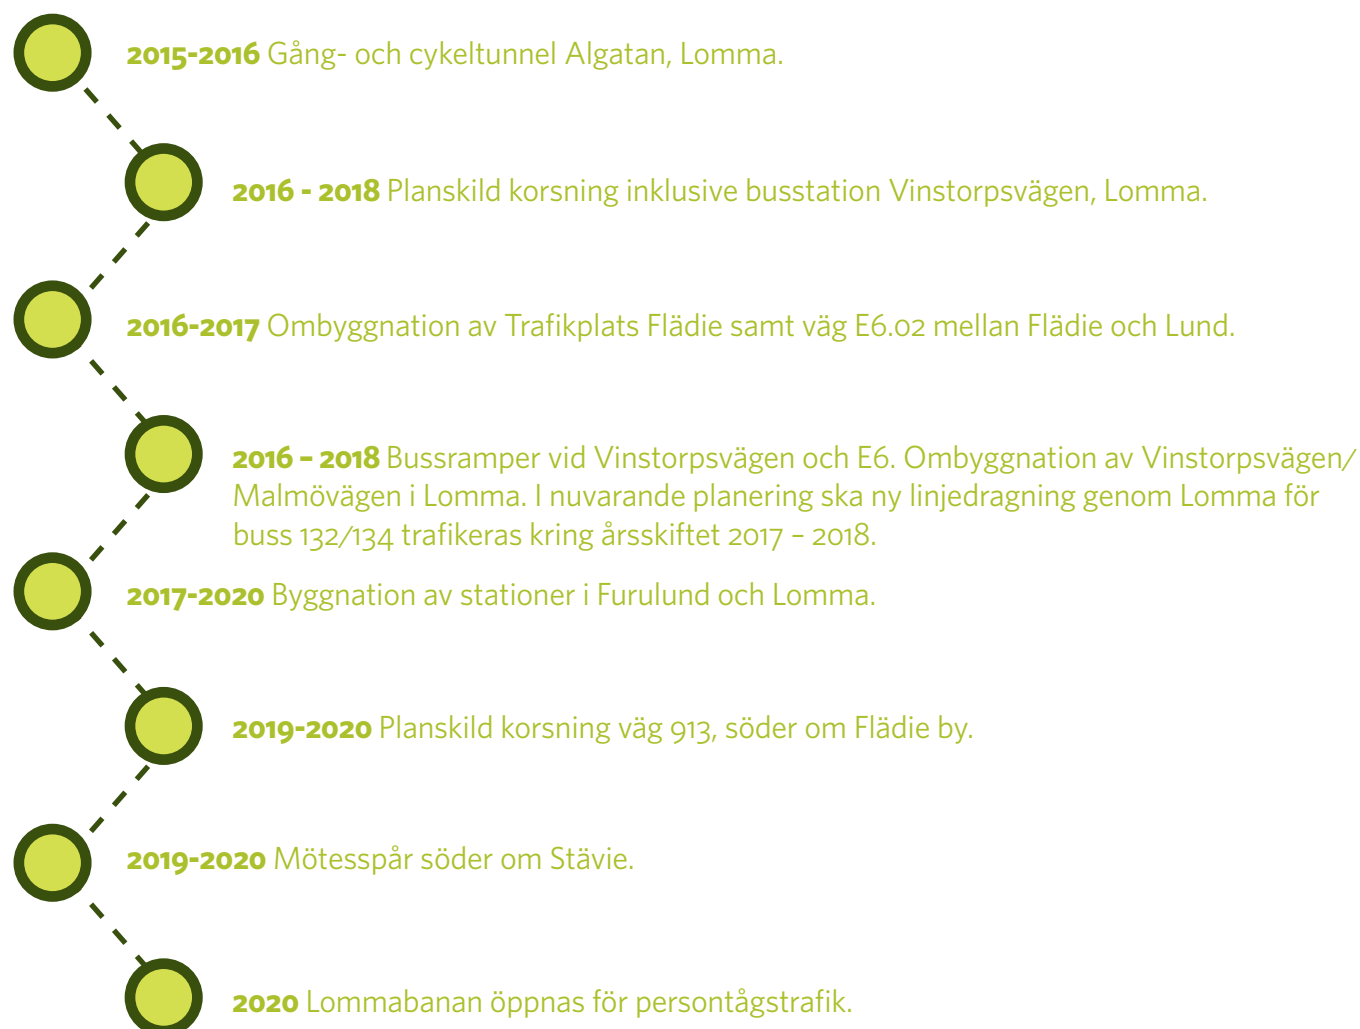 2015-2016 Gång- och cykeltunnel Algatan, Lomma.
2016 - 2018 Planskild korsning inklusive busstation Vinstorpsvägen, Lomma.
2016-2017 Ombyggnation av Trafikplats Flädie samt väg E6.02 mellan Flädie och Lund.
2016 – 2018 Bussramper vid Vinstorpsvägen och E6. Ombyggnation av Vinstorpsvägen/
Malmövägen i Lomma. I nuvarande planering ska ny linjedragning genom Lomma för
buss 132/134 trafikeras kring årsskiftet 2017 – 2018.
2017-2020 Byggnation av stationer i Furulund och Lomma.
2019-2020 Planskild korsning väg 913, söder om Flädie by.
2019-2020 Mötesspår söder om Stävie.
2020 Lommabanan öppnas för persontågstrafik.